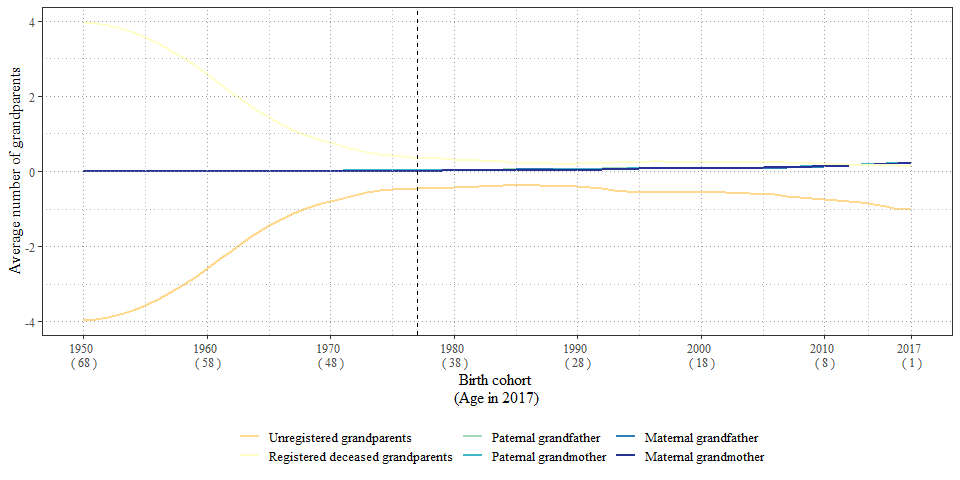 Average number of grandparents
4
2
0
-2
-4
1950 1960 1970 1980 1990 2000 2010 2017
( 68 ) ( 58 ) ( 48 ) ( 38 ) ( 28 ) ( 18 ) ( 8 ) ( 1 )
Birth cohort
(Age in 2017)
Unregistered grandparents Paternal grandfather Maternal grandfather
Registered deceased grandparents Paternal grandmother Maternal grandmother